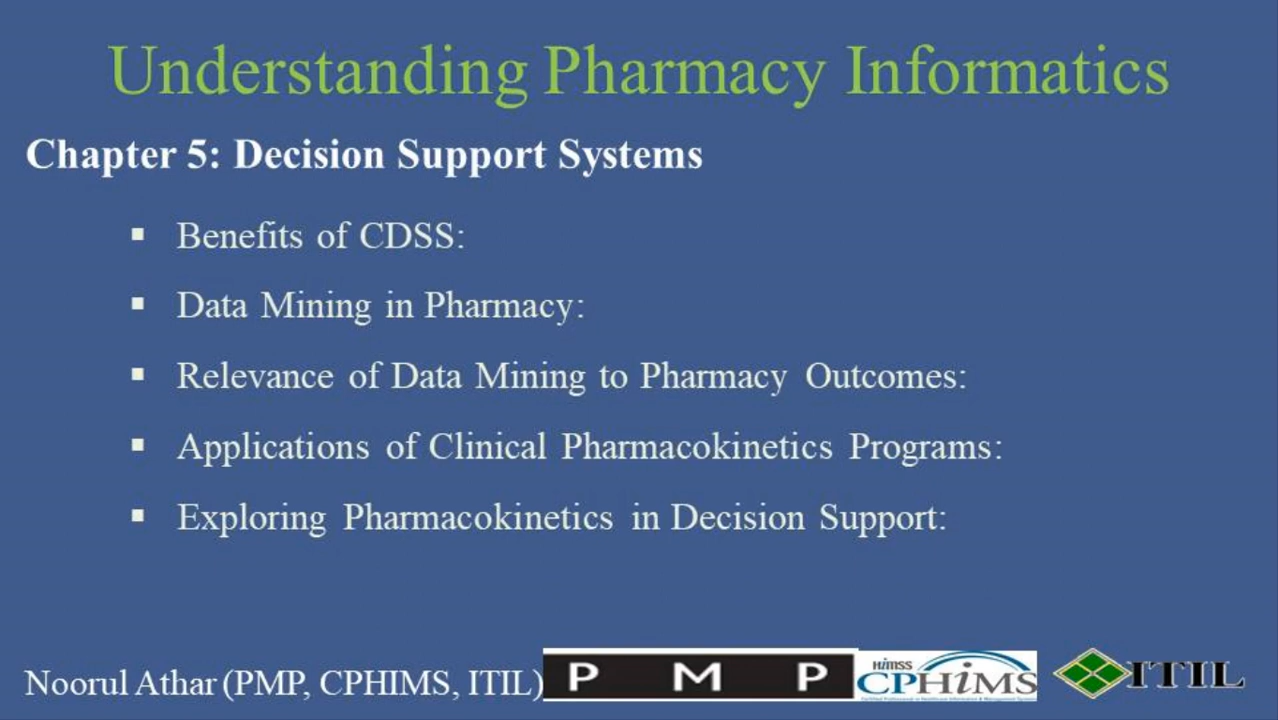 Understanding Pharmacy Informatics
Chapter 5: Decision Support Systems
▪ Benefits of CDSS:
▪ Data Mining in Pharmacy:
▪ Relevance of Data Mining to Pharmacy Outcomes:
▪ Applications of Clinical Pharmacokinetics Programs:
▪ Exploring Pharmacokinetics in Decision Support:
Noorul Athar (PMP, CPHIMS, ITIL) P M P HiMSS CPHiMS ITIL